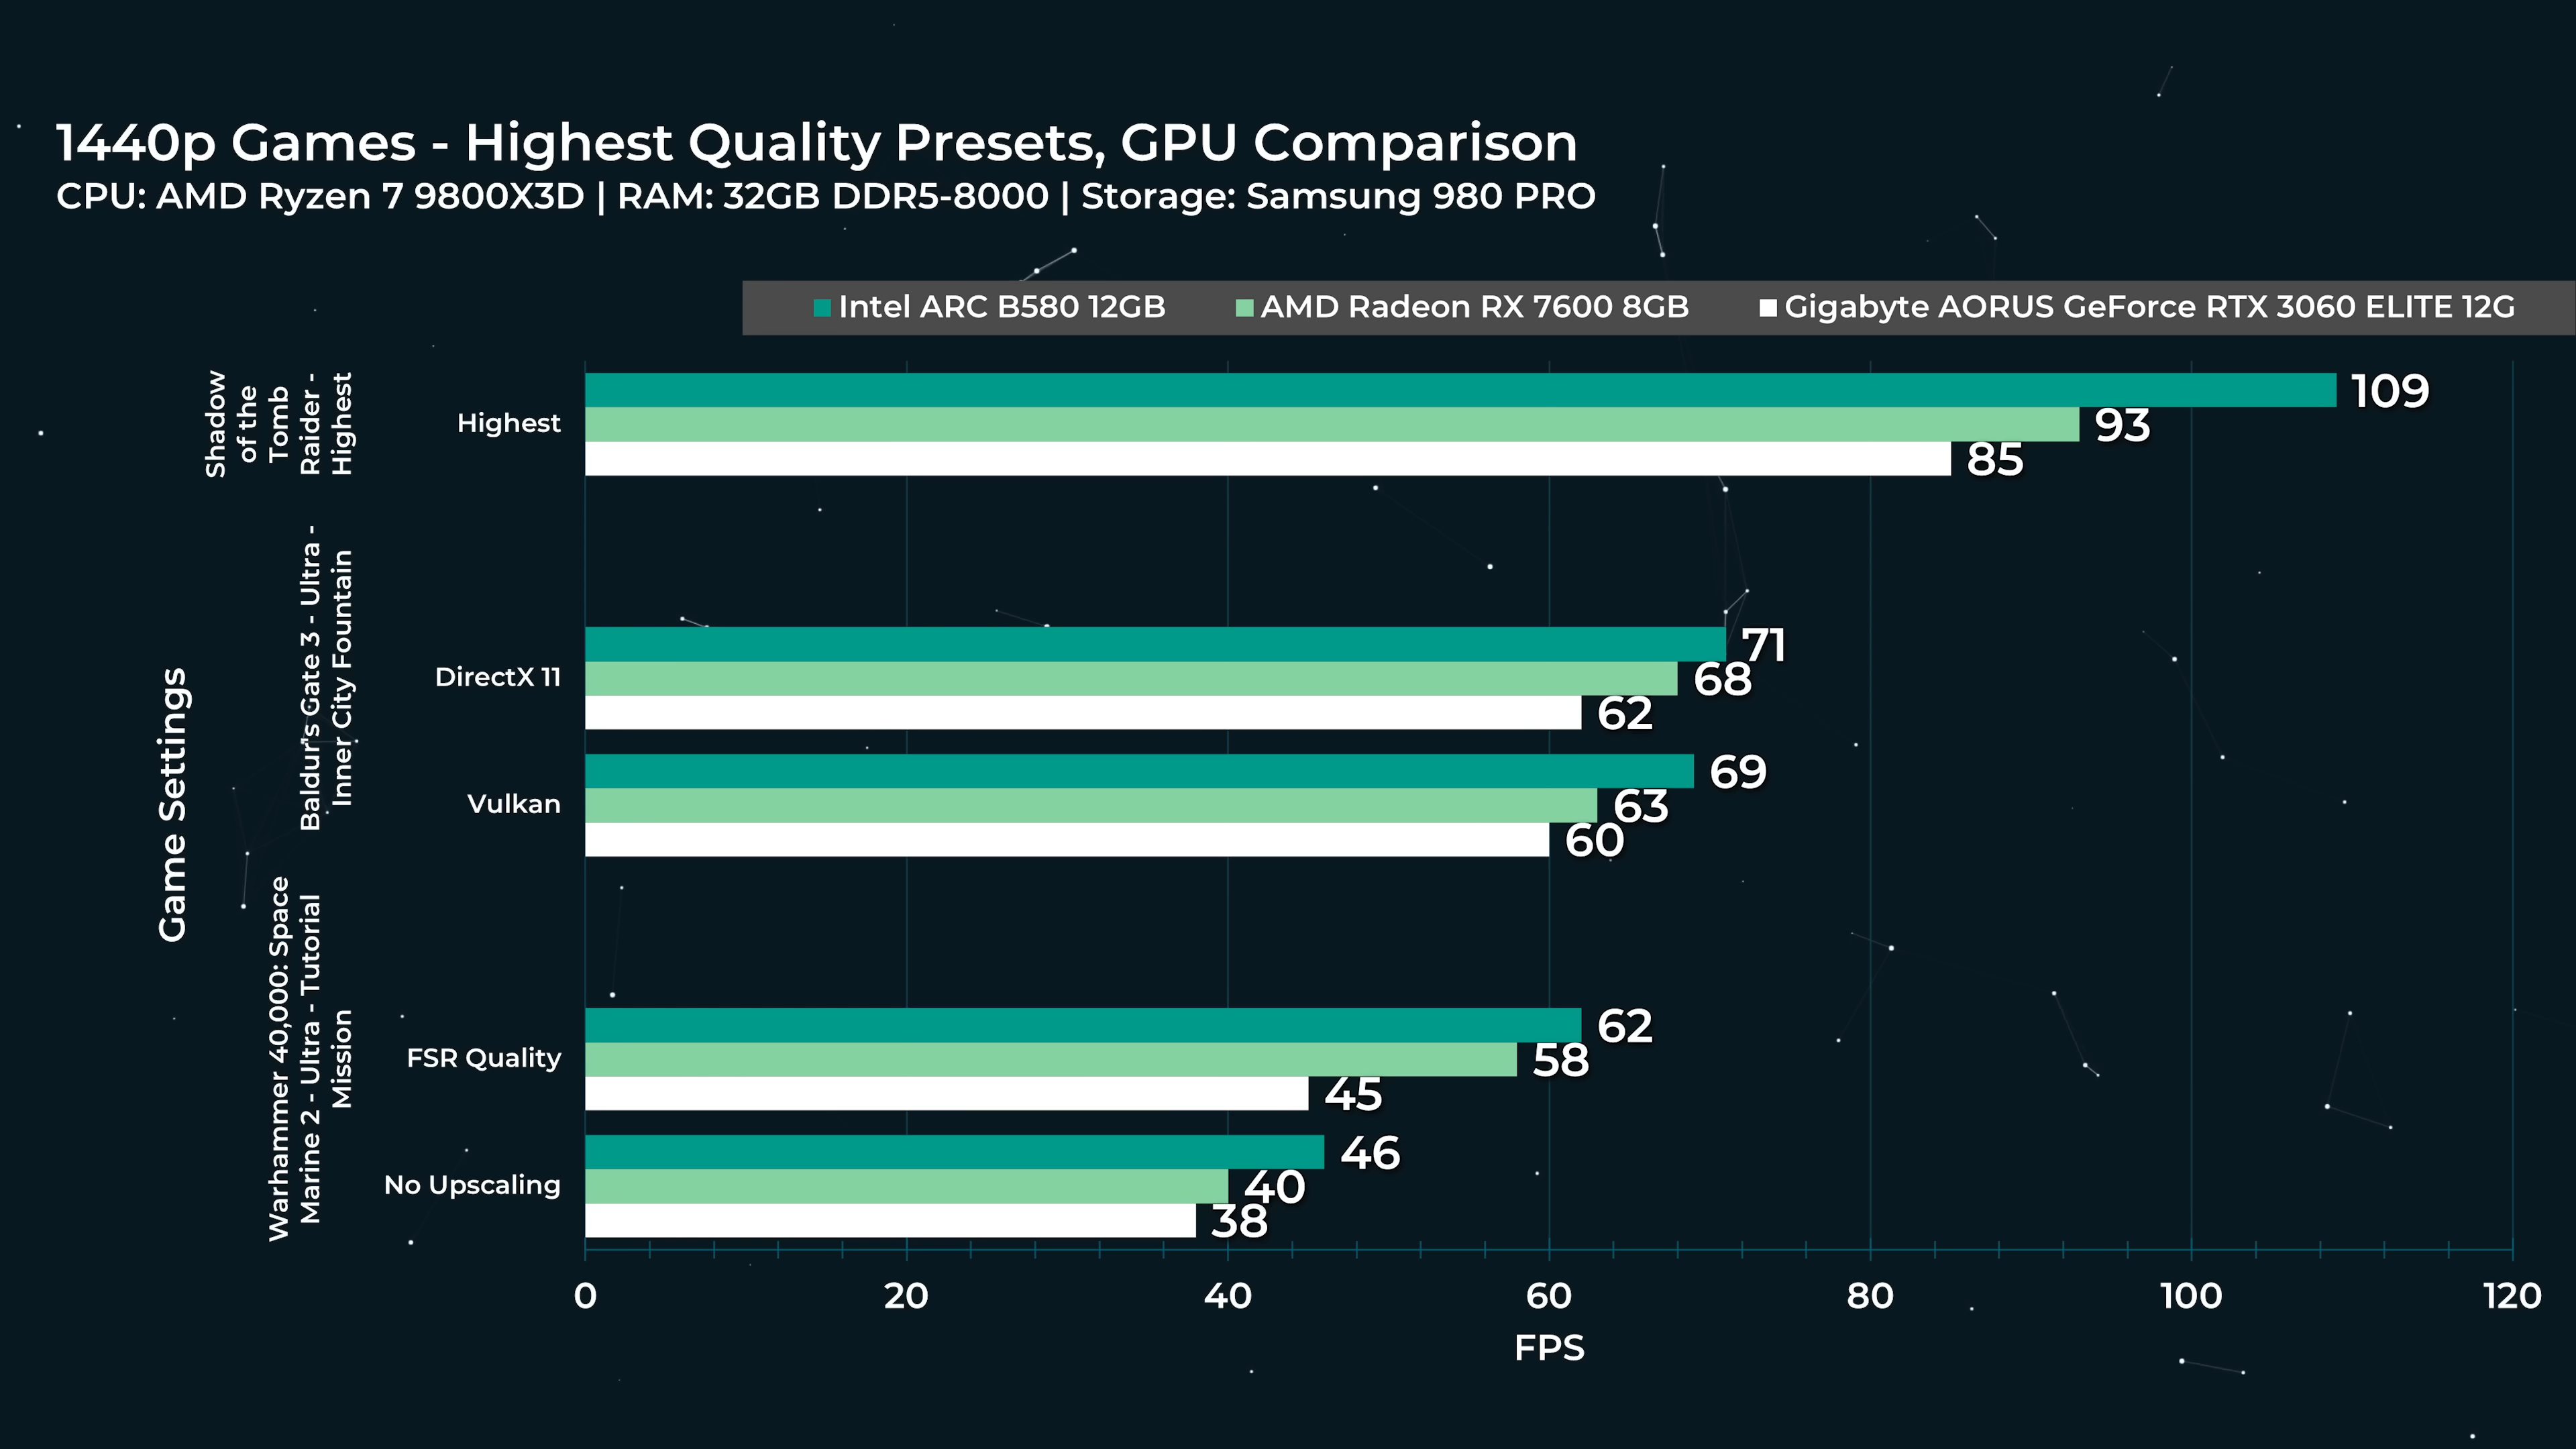 1440p Games - Highest Quality Presets, GPU Comparison
CPU: AMD Ryzen 7 9800X3D | RAM: 32GB DDR5-8000 | Storage: Samsung 980 PRO
Intel ARC B580 12GB
AMD Radeon RX 7600 8GB
Gigabyte AORUS GeForce RTX 3060 ELITE 12G
Game Settings
Shadow
of the
Tomb
Raider -
Highest
Highest
109
93
85
Baldur's Gate 3 - Ultra -
Inner City Fountain
DirectX 11
71
68
62
Vulkan
69
63
60
Warhammer 40,000: Space
Marine 2 - Ultra - Tutorial
Mission
FSR Quality
62
58
45
No Upscaling
46
40
38
0
20
40
60
80
100
120
FPS